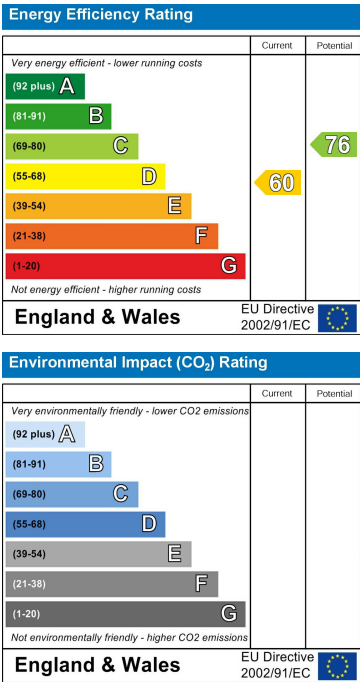 Energy Efficiency Rating
Current Potential
Very energy efficient - lower running costs
(92 plus) A
(81-91) B
(69-80) C
76
(55-68) D
60
(39-54) E
(21-38) F
(1-20) G
Not energy efficient - higher running costs
England & Wales
EU Directive
2002/91/EC
Environmental Impact (CO₂) Rating
Current Potential
Very environmentally friendly - lower CO2 emissions
(92 plus) A
(81-91) B
(69-80) C
(55-68) D
(39-54) E
(21-38) F
(1-20) G
Not environmentally friendly - higher CO2 emissions
England & Wales
EU Directive
2002/91/EC